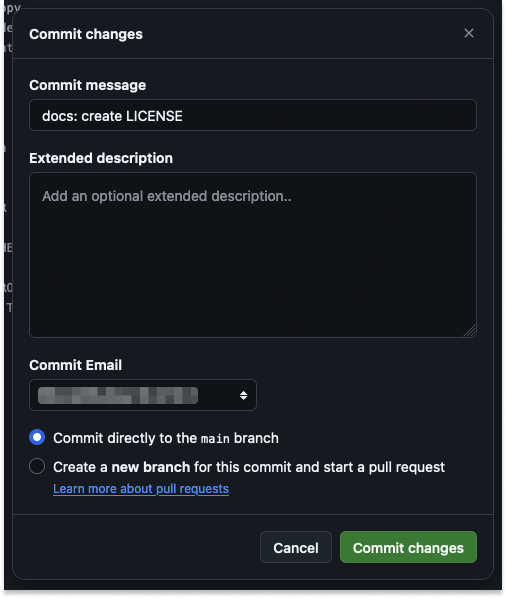 Commit changes
Commit message
docs: create LICENSE
Extended description
Add an optional extended description..
Commit Email
Commit directly to the main branch
Create a new branch for this commit and start a pull request
Learn more about pull requests
Cancel
Commit changes